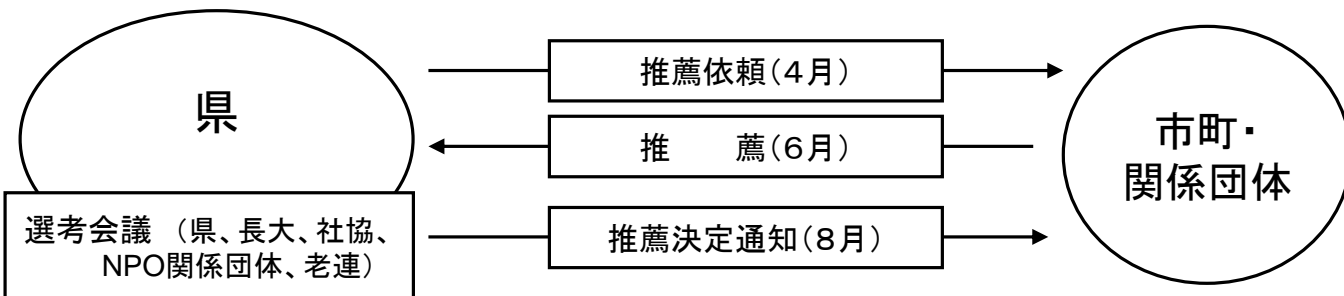 県
選考会議 （県、長大、社協、
NPO関係団体、老連）
推薦依頼（４月）
推　　薦（６月）
推薦決定通知（８月）
市町・
関係団体